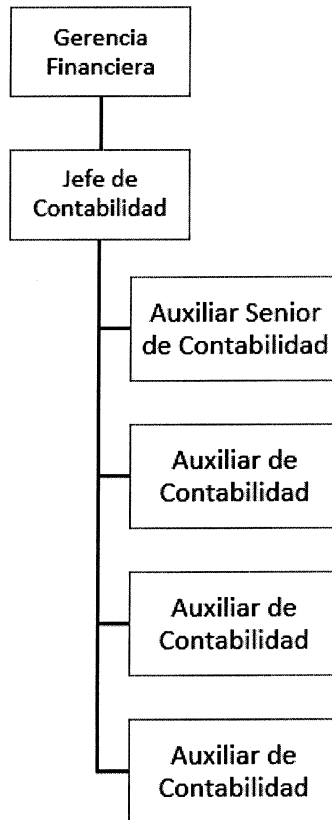 Gerencia
Financiera
Jefe de
Contabilidad
Auxiliar Senior
de Contabilidad
Auxiliar de
Contabilidad
Auxiliar de
Contabilidad
Auxiliar de
Contabilidad